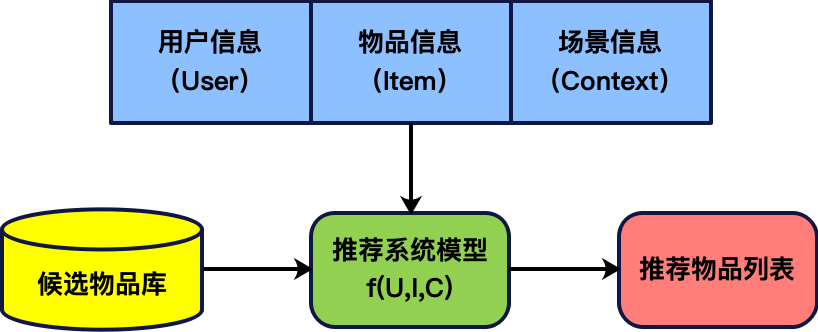 用户信息
（User）
物品信息
（Item）
场景信息
（Context）
候选物品库
推荐系统模型
f(U,I,C)
推荐物品列表